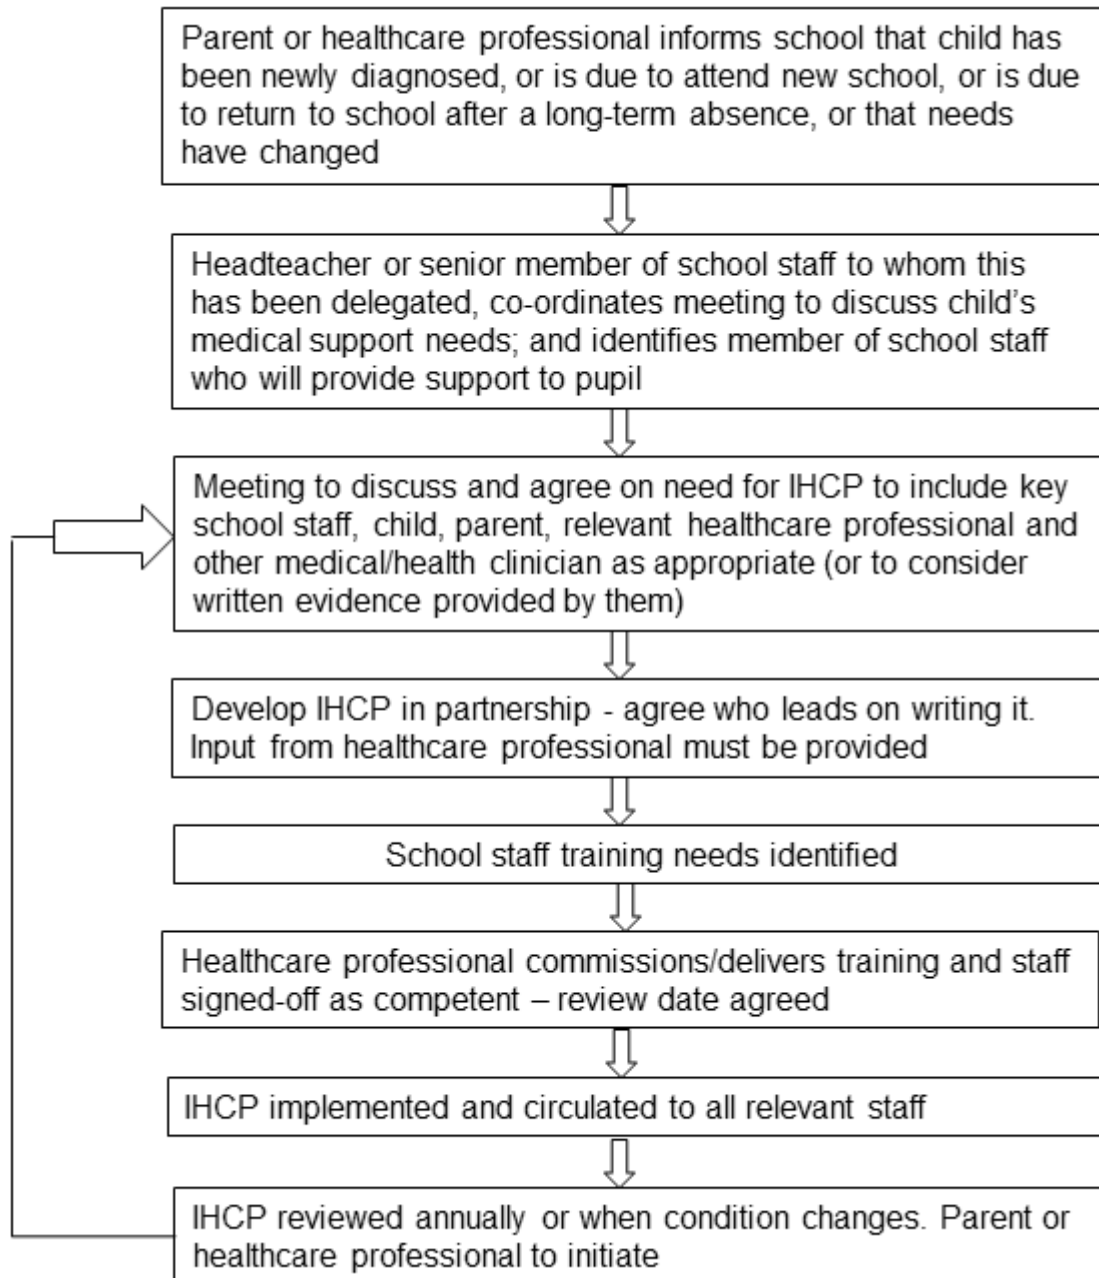 Parent or healthcare professional informs school that child has
been newly diagnosed, or is due to attend new school, or is due
to return to school after a long-term absence, or that needs
have changed
Headteacher or senior member of school staff to whom this
has been delegated, co-ordinates meeting to discuss child's
medical support needs; and identifies member of school staff
who will provide support to pupil
Meeting to discuss and agree on need for IHCP to include key
school staff, child, parent, relevant healthcare professional and
other medical/health clinician as appropriate (or to consider
written evidence provided by them)
Develop IHCP in partnership - agree who leads on writing it.
Input from healthcare professional must be provided
School staff training needs identified
Healthcare professional commissions/delivers training and staff
signed-off as competent – review date agreed
IHCP implemented and circulated to all relevant staff
IHCP reviewed annually or when condition changes. Parent or
healthcare professional to initiate